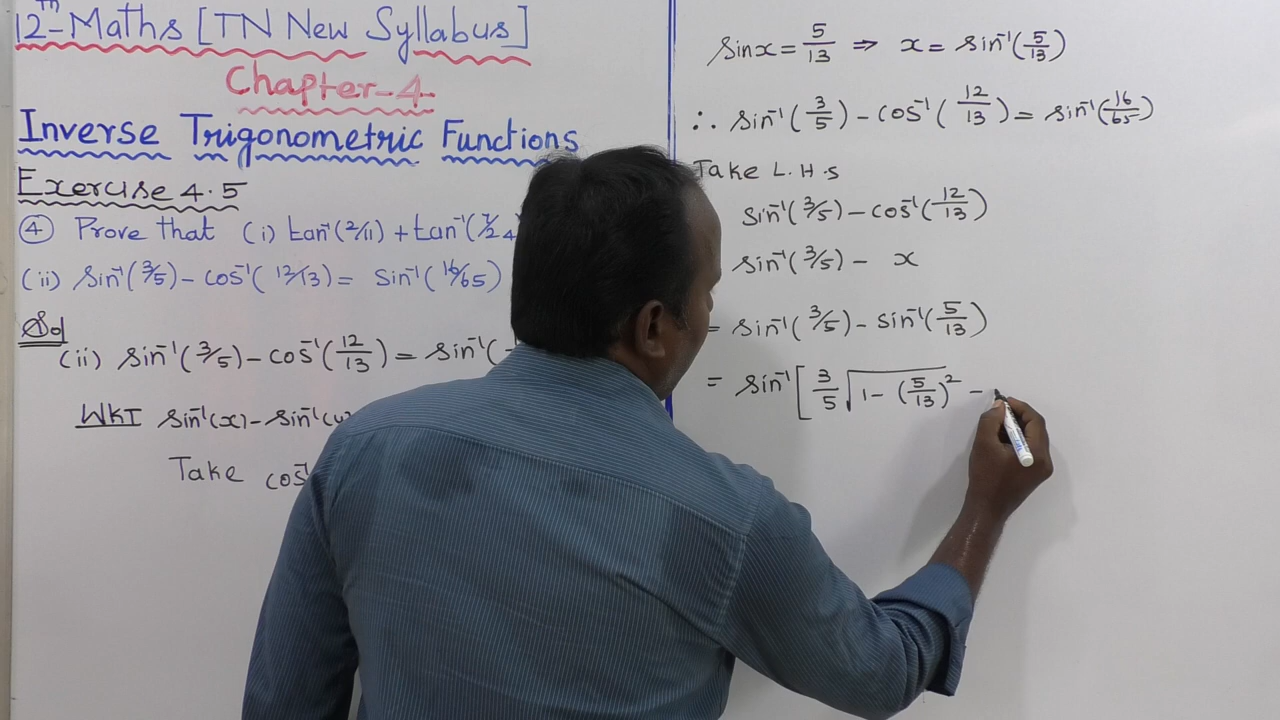 12th-Maths [TN New Syllabus]
Chapter-4
Inverse Trigonometric Functions
Exercise 4.5
④ Prove that (i) tan⁻¹(2/11) + tan⁻¹(7/24
(ii) sin⁻¹(3/5) - cos⁻¹(12/13) = sin⁻¹(16/65)
Sol
(ii) sin⁻¹(3/5) - cos⁻¹(12/13) = sin⁻¹(
WKT sin⁻¹(x) - sin⁻¹(y)
Take cos⁻¹
sinx = 5/13 ⇒ x = sin⁻¹(5/13)
∴ sin⁻¹(3/5) - cos⁻¹(12/13) = sin⁻¹(16/65)
Take L.H.S
sin⁻¹(3/5) - cos⁻¹(12/13)
sin⁻¹(3/5) - x
= sin⁻¹(3/5) - sin⁻¹(5/13)
= sin⁻¹[3/5 √1 - (5/13)² -